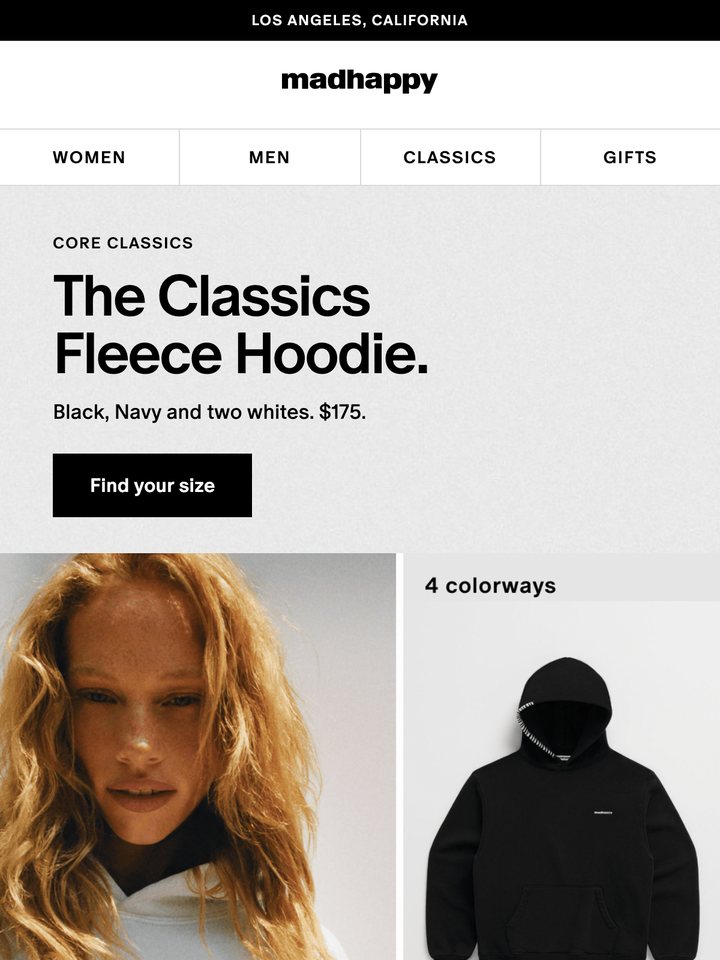 LOS ANGELES, CALIFORNIA
madhappy
WOMEN
MEN
CLASSICS
GIFTS
CORE CLASSICS
The Classics
Fleece Hoodie.
Black, Navy and two whites. $175.
Find your size
4 colorways
madhappy